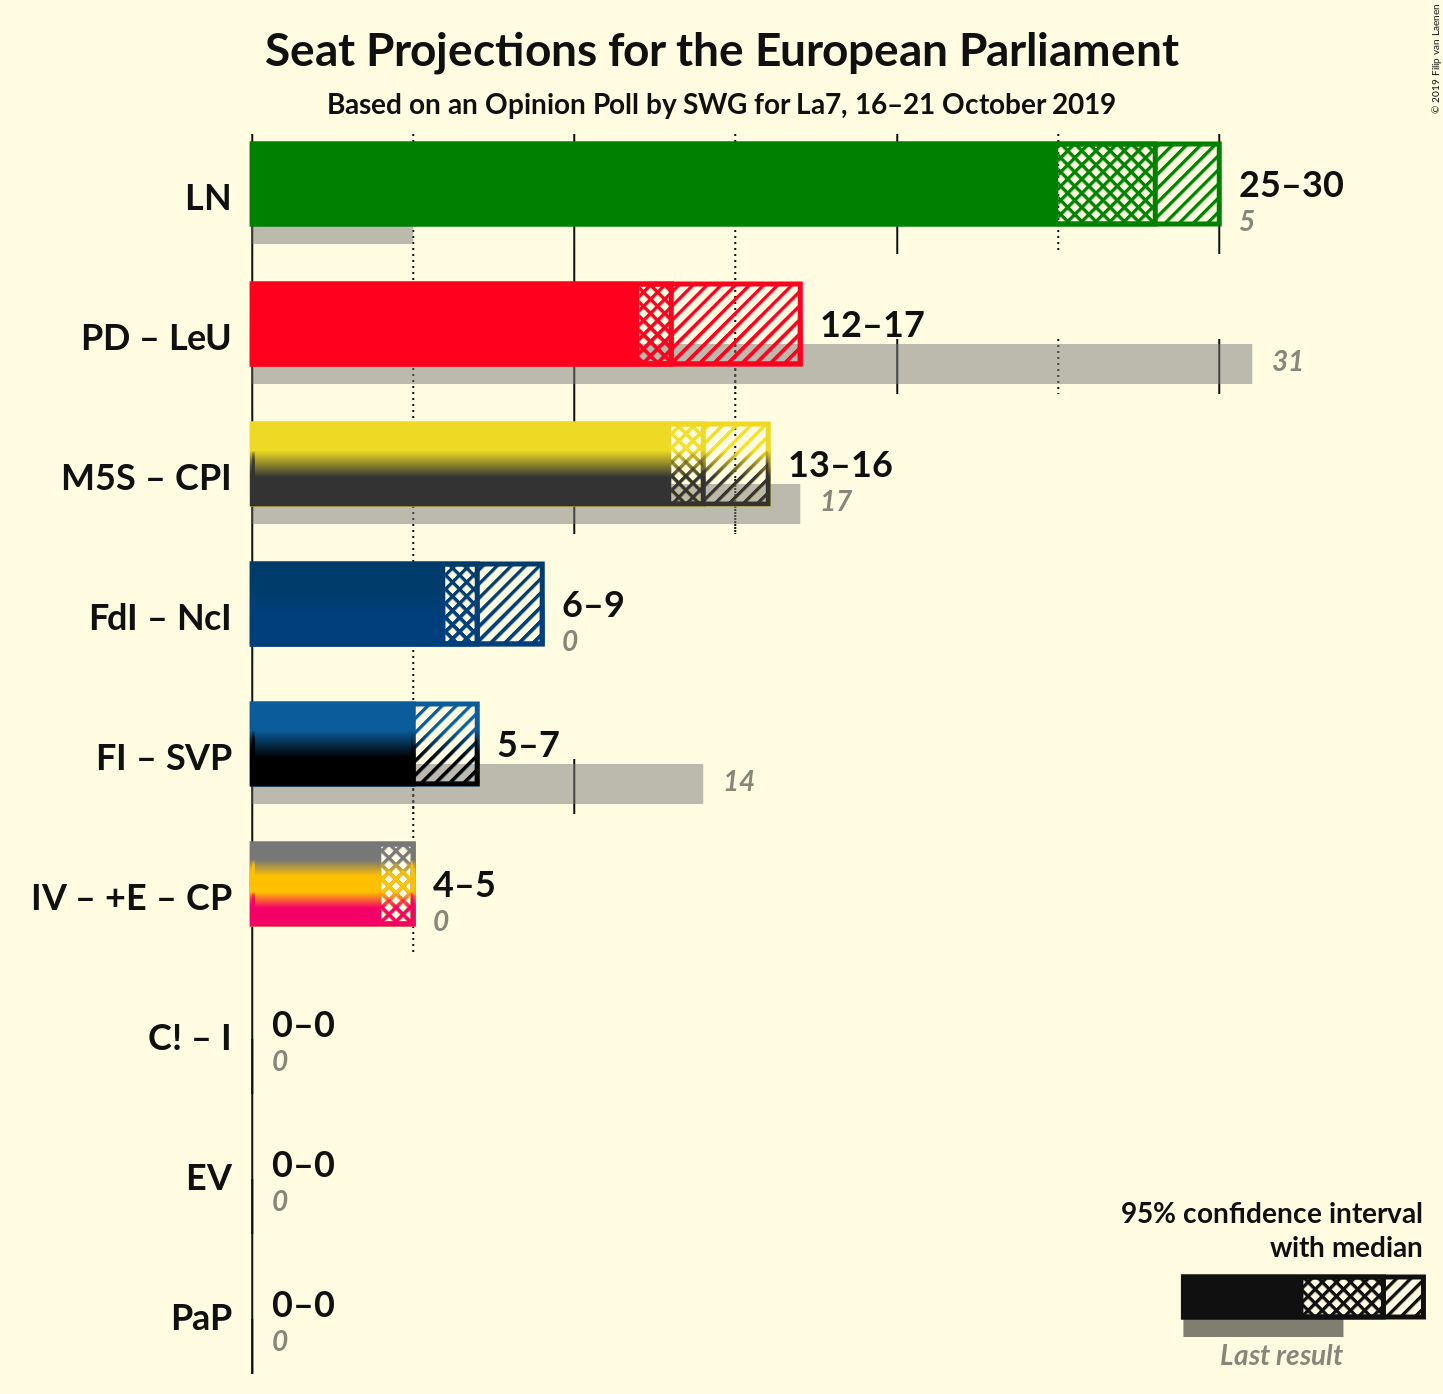 Seat Projections for the European Parliament
Based on an Opinion Poll by SWG for La7, 16–21 October 2019
© 2019 Filip van Laenen
LN
25–30
5
PD – LeU
12–17
31
M5S – CPI
13–16
17
FdI – NcI
6–9
0
FI – SVP
5–7
14
IV – +E – CP
4–5
0
C! – I
0–0
0
EV
0–0
0
PaP
0–0
0
95% confidence interval
with median
Last result